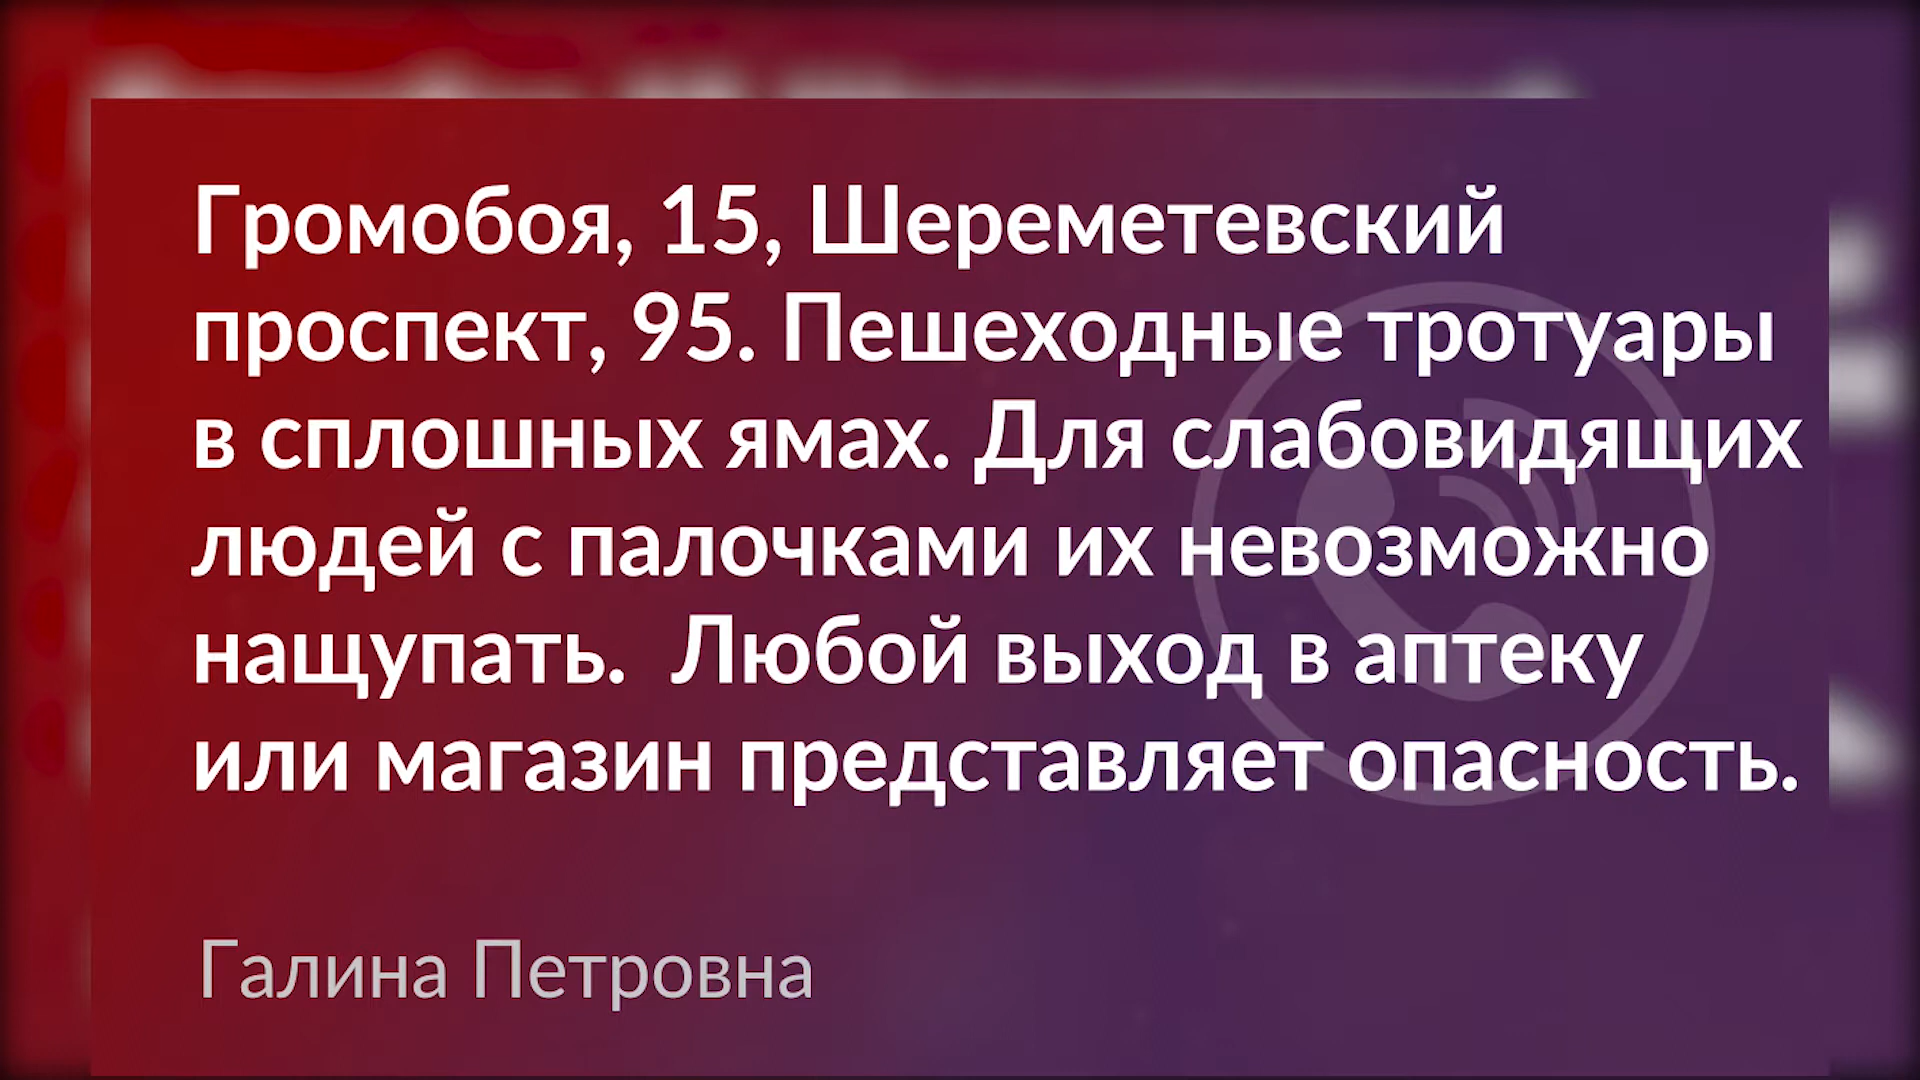 Громобоя, 15, Шереметевский
проспект, 95. Пешеходные тротуары
в сплошных ямах. Для слабовидящих
людей с палочками их невозможно
нащупать.  Любой выход в аптеку
или магазин представляет опасность.
Галина Петровна